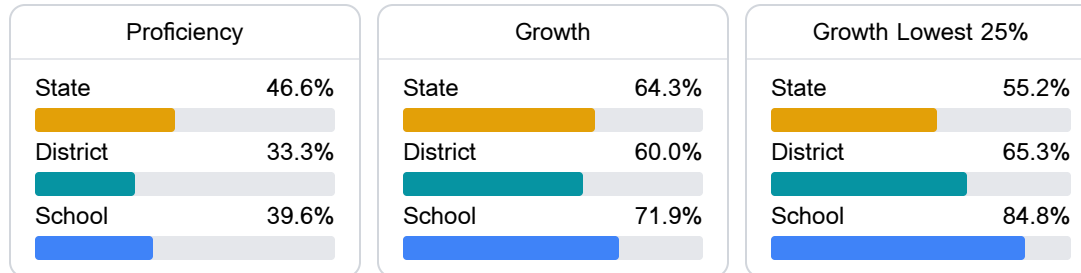 Proficiency
State 46.6%
District 33.3%
School 39.6%
Growth
State 64.3%
District 60.0%
School 71.9%
Growth Lowest 25%
State 55.2%
District 65.3%
School 84.8%